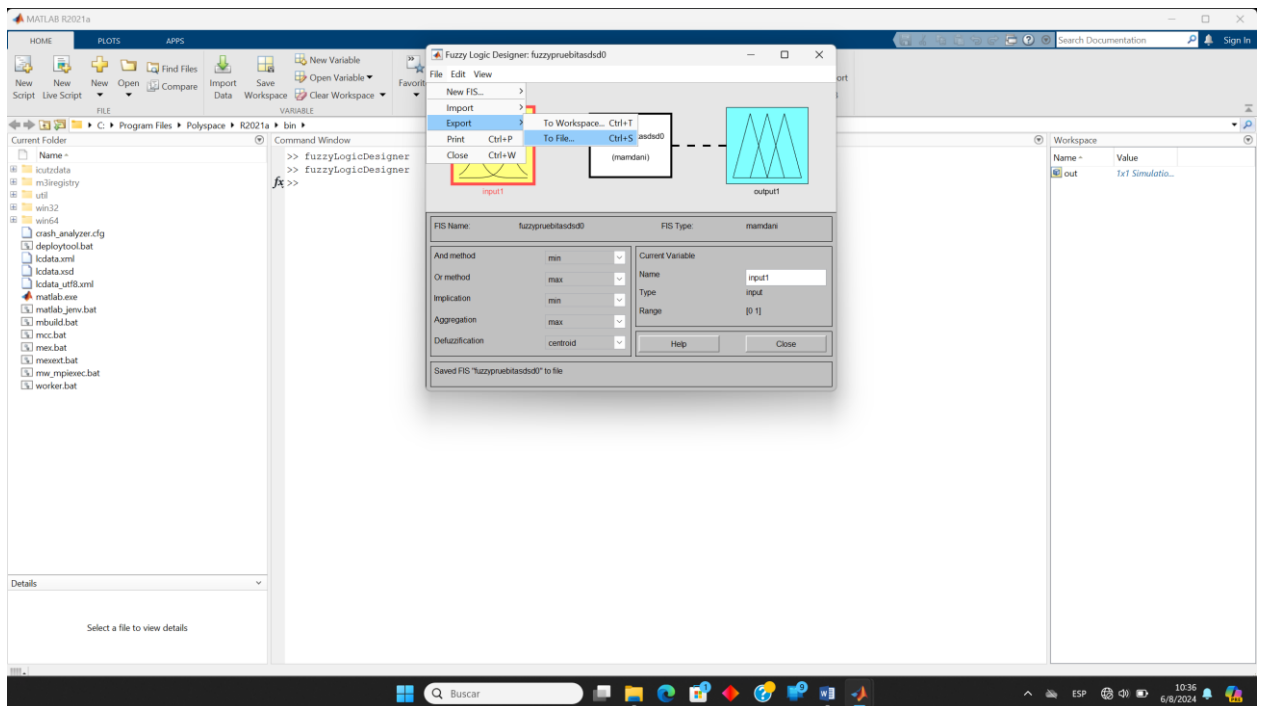 MATLAB R2021a
HOME PLOTS APPS
Search Documentation
Sign In
New Script
New Live Script
New
Open
Find Files
Compare
Import Data
Save Workspace
New Variable
Open Variable
Clear Workspace
Favorit
ort
FILE
VARIABLE
C: Program Files Polyspace R2021a bin
Current Folder
Name
icutzdata
m3iregistry
util
win32
win64
crash_analyzer.cfg
deploytool.bat
lcdata.xml
lcdata.xsd
lcdata_utf8.xml
matlab.exe
matlab_jenv.bat
mbuild.bat
mcc.bat
mex.bat
mexext.bat
mw_mpiexec.bat
worker.bat
Details
Select a file to view details
Command Window
>> fuzzyLogicDesigner
>> fuzzyLogicDesigner
fx >>
Fuzzy Logic Designer: fuzzypruebitasdsd0
File Edit View
New FIS...
Import
Export
Print Ctrl+P
Close Ctrl+W
To Workspace... Ctrl+T
To File... Ctrl+S
asdsd0
(mamdani)
input1
output1
FIS Name: fuzzypruebitasdsd0 FIS Type: mamdani
And method min
Or method max
Implication min
Aggregation max
Defuzzification centroid
Current Variable
Name input1
Type input
Range [0 1]
Help Close
Saved FIS "fuzzypruebitasdsd0" to file
Workspace
Name Value
out 1x1 Simulatio...
Buscar
ESP
10:36
6/8/2024